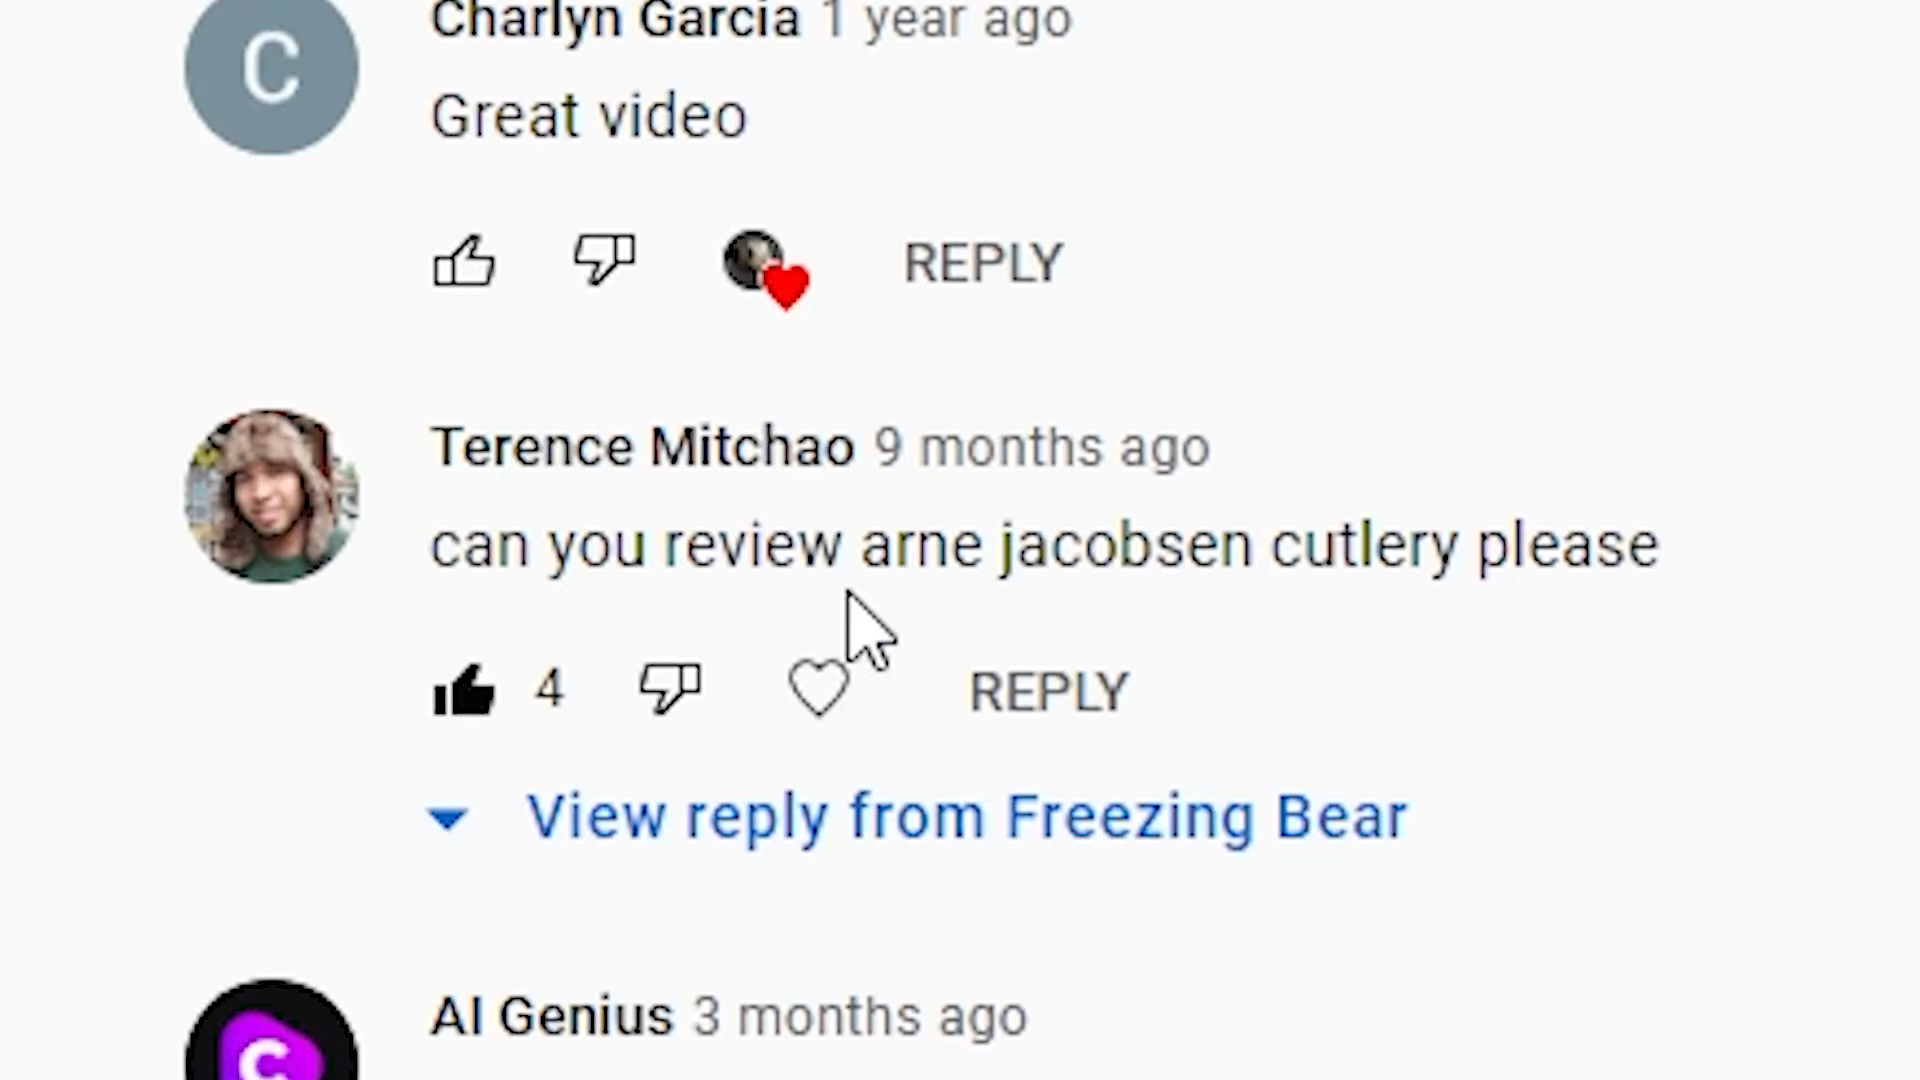 C
Charlyn Garcia 1 year ago
Great video
REPLY
Terence Mitchao 9 months ago
can you review arne jacobsen cutlery please
4
REPLY
View reply from Freezing Bear
AI Genius 3 months ago
C